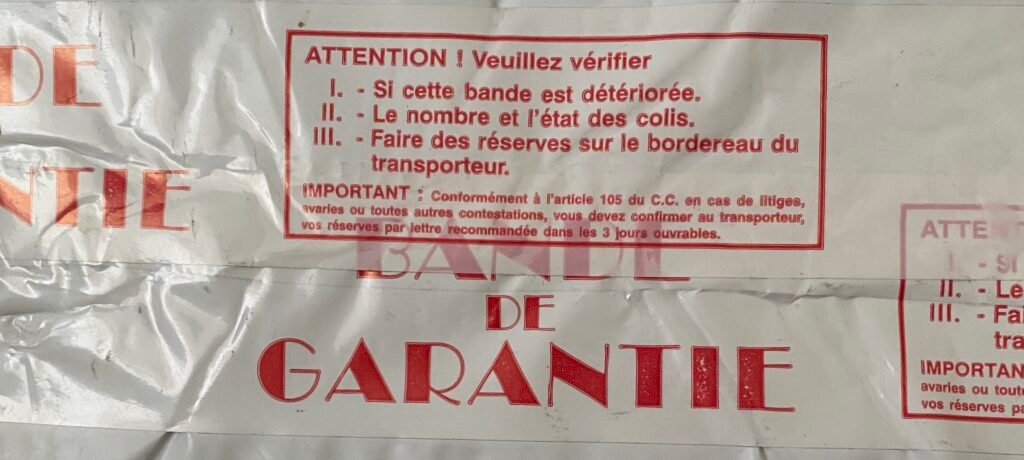 DE
NTIE
ATTENTION ! Veuillez vérifier
I. - Si cette bande est détériorée.
II. - Le nombre et l'état des colis.
III. - Faire des réserves sur le bordereau du
transporteur.
IMPORTANT : Conformément à l'article 105 du C.C. en cas de litiges,
avaries ou toutes autres contestations, vous devez confirmer au transporteur,
vos réserves par lettre recommandée dans les 3 jours ouvrables.
BANDE
DE
GARANTIE
ATTENT
I. - Si
II. - Le
III. - Fai
tra
IMPORTAN
avaries ou toute
vos réserves pa